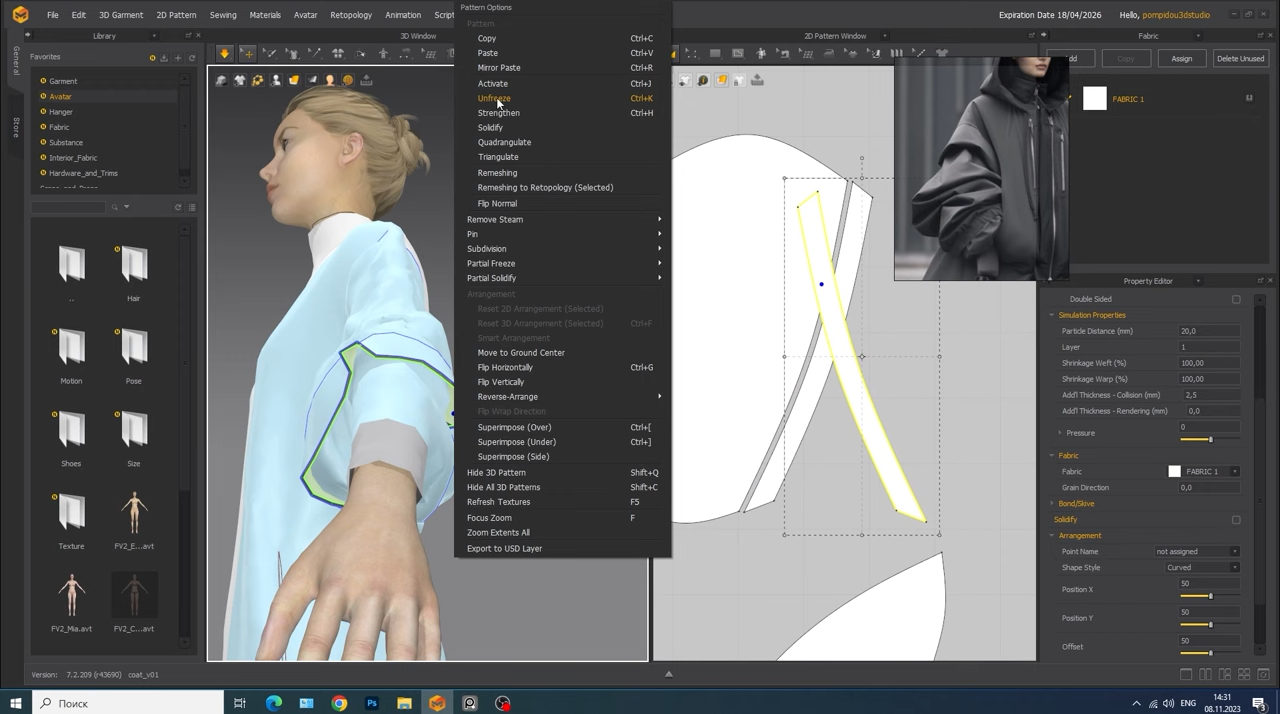 File Edit 3D Garment 2D Pattern Sewing Materials Avatar Retopology Animation Script
Expiration Date 18/04/2026 Hello, pompidou3dstudio
Library
3D Window
Pattern Options
2D Pattern Window
Fabric
Favorites
General
Store
Garment
Avatar
Hanger
Fabric
Substance
Interior_Fabric
Hardware_and_Trims
..
Hair
Motion
Pose
Shoes
Size
Texture
FV2_E...avt
FV2_Mia.avt
FV2_C...avt
Pattern
Copy Ctrl+C
Paste Ctrl+V
Mirror Paste Ctrl+R
Activate Ctrl+J
Unfreeze Ctrl+K
Strengthen Ctrl+H
Solidify
Quadrangulate
Triangulate
Remeshing
Remeshing to Retopology (Selected)
Flip Normal
Remove Steam
Pin
Subdivision
Partial Freeze
Partial Solidify
Arrangement
Reset 2D Arrangement (Selected)
Reset 3D Arrangement (Selected) Ctrl+F
Smart Arrangement
Move to Ground Center
Flip Horizontally Ctrl+G
Flip Vertically
Reverse-Arrange
Flip Wrap Direction
Superimpose (Over) Ctrl+[
Superimpose (Under) Ctrl+]
Superimpose (Side)
Hide 3D Pattern Shift+Q
Hide All 3D Patterns Shift+C
Refresh Textures F5
Focus Zoom F
Zoom Extents All
Export to USD Layer
Copy Assign Delete Unused
FABRIC 1
Property Editor
Double Sided
Simulation Properties
Particle Distance (mm) 20,0
Layer 1
Shrinkage Weft (%) 100,00
Shrinkage Warp (%) 100,00
Add'l Thickness - Collision (mm) 2,5
Add'l Thickness - Rendering (mm) 0,0
Pressure 0
Fabric
Fabric FABRIC 1
Grain Direction 0,0
Bond/Skive
Solidify
Arrangement
Point Name not assigned
Shape Style Curved
Position X 50
Position Y 50
Offset 50
Version: 7.2.209 (r43690) coat_v01
Поиск
Ps
ENG
14:31
08.11.2023
3